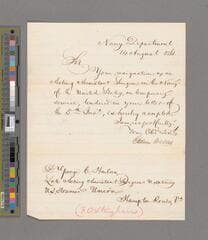 Navy Department
14 August 1861.
Sir,
Your resignation as an
Acting Assistant Surgeon in the Navy
of the United States, on temporary
service, tendered in your letter of
the 5th Inst., is hereby accepted.
I am respectfully,
Your Obt. Servt.
Gideon Welles
Acting Assistant Surgeon
U.S. Steamer Union
Hampton Roads, Va.